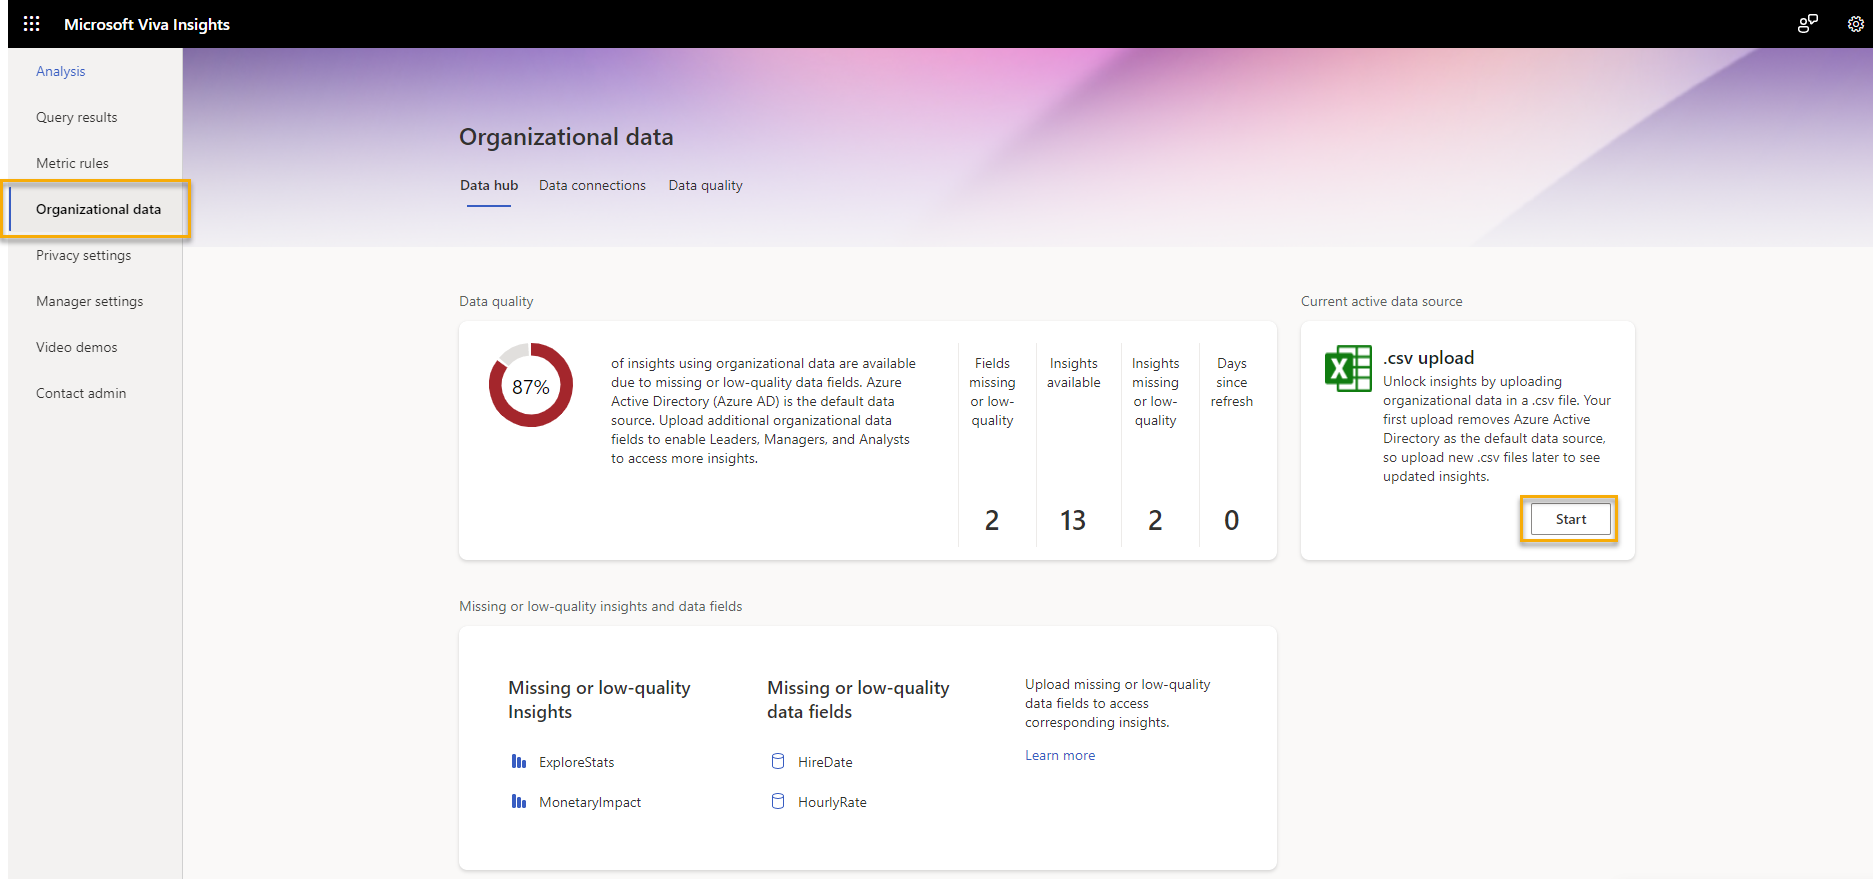 Microsoft Viva Insights
Analysis
Query results
Metric rules
Organizational data
Privacy settings
Manager settings
Video demos
Contact admin
Organizational data
Data hub
Data connections
Data quality
Data quality
87%
of insights using organizational data are available
due to missing or low-quality data fields. Azure
Active Directory (Azure AD) is the default data
source. Upload additional organizational data
fields to enable Leaders, Managers, and Analysts
to access more insights.
Fields
missing
or low-
quality
2
Insights
available
13
Insights
missing
or low-
quality
2
Days
since
refresh
0
Current active data source
.csv upload
Unlock insights by uploading
organizational data in a .csv file. Your
first upload removes Azure Active
Directory as the default data source,
so upload new .csv files later to see
updated insights.
Start
Missing or low-quality insights and data fields
Missing or low-quality
Insights
ExploreStats
MonetaryImpact
Missing or low-quality
data fields
HireDate
HourlyRate
Upload missing or low-quality
data fields to access
corresponding insights.
Learn more